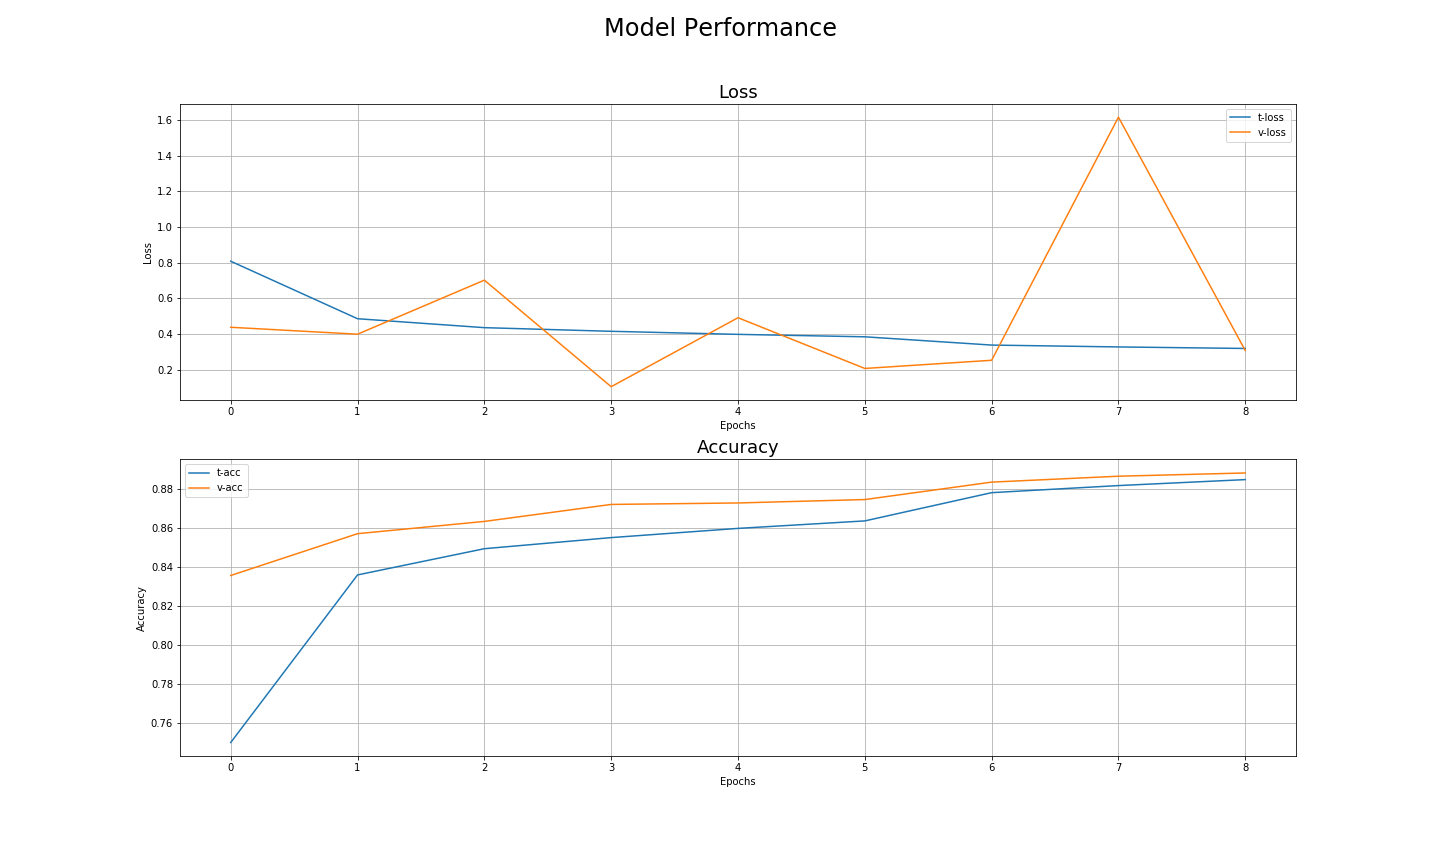 Model Performance
Loss
1.6
1.4
1.2
1.0
0.8
0.6
0.4
0.2
Loss
t-loss
v-loss
0 1 2 3 4 5 6 7 8
Epochs
Accuracy
0.88
0.86
0.84
0.82
0.80
0.78
0.76
Accuracy
t-acc
v-acc
0 1 2 3 4 5 6 7 8
Epochs